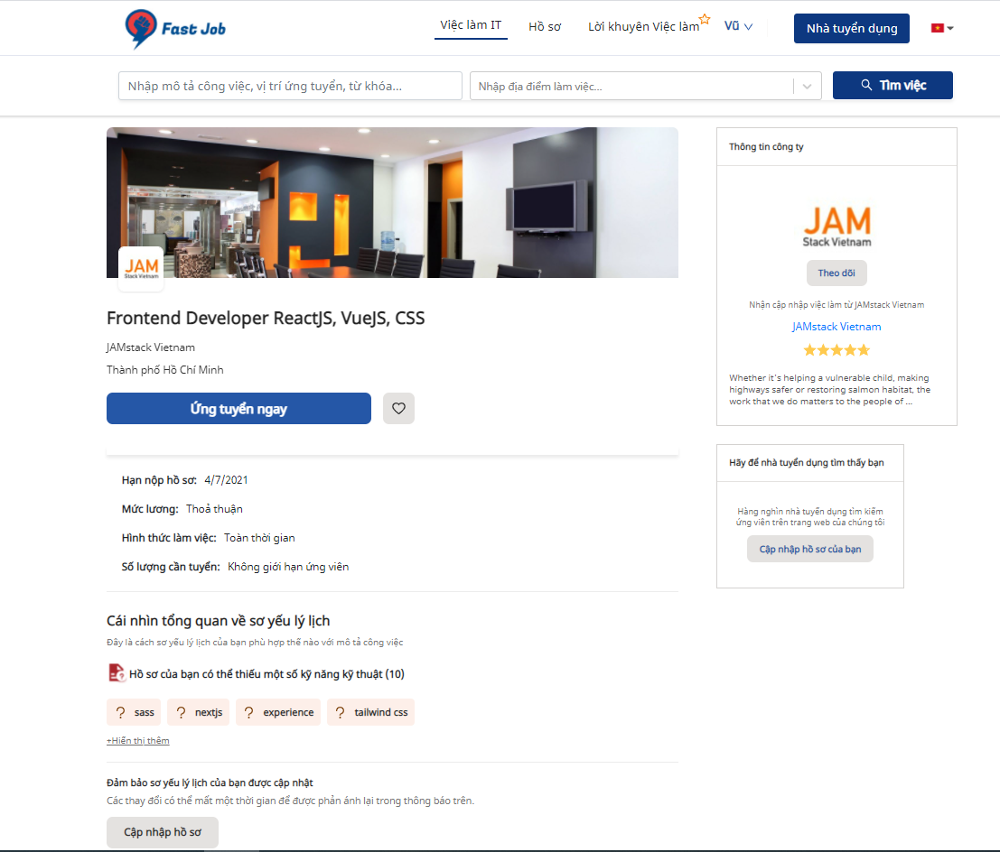 Fast Job
Việc làm IT
Hồ sơ
Lời khuyên Việc làm
Vũ
Nhà tuyển dụng
Nhập mô tả công việc, vị trí ứng tuyển, từ khóa...
Nhập địa điểm làm việc...
Tìm việc
JAM
Stack Vietnam
Frontend Developer ReactJS, VueJS, CSS
JAMstack Vietnam
Thành phố Hồ Chí Minh
Ứng tuyển ngay
Hạn nộp hồ sơ: 4/7/2021
Mức lương: Thoả thuận
Hình thức làm việc: Toàn thời gian
Số lượng cần tuyển: Không giới hạn ứng viên
Cái nhìn tổng quan về sơ yếu lý lịch
Đây là cách sơ yếu lý lịch của bạn phù hợp thế nào với mô tả công việc
Hồ sơ của bạn có thể thiếu một số kỹ năng kỹ thuật (10)
? sass
? nextjs
? experience
? tailwind css
+Hiển thị thêm
Đảm bảo sơ yếu lý lịch của bạn được cập nhật
Các thay đổi có thể mất một thời gian để được phản ánh lại trong thông báo trên.
Cập nhập hồ sơ
Thông tin công ty
JAM
Stack Vietnam
Theo dõi
Nhận cập nhập việc làm từ JAMstack Vietnam
JAMstack Vietnam
Whether it's helping a vulnerable child, making
highways safer or restoring salmon habitat, the
work that we do matters to the people of ...
Hãy để nhà tuyển dụng tìm thấy bạn
Hàng nghìn nhà tuyển dụng tìm kiếm
ứng viên trên trang web của chúng tôi
Cập nhập hồ sơ của bạn